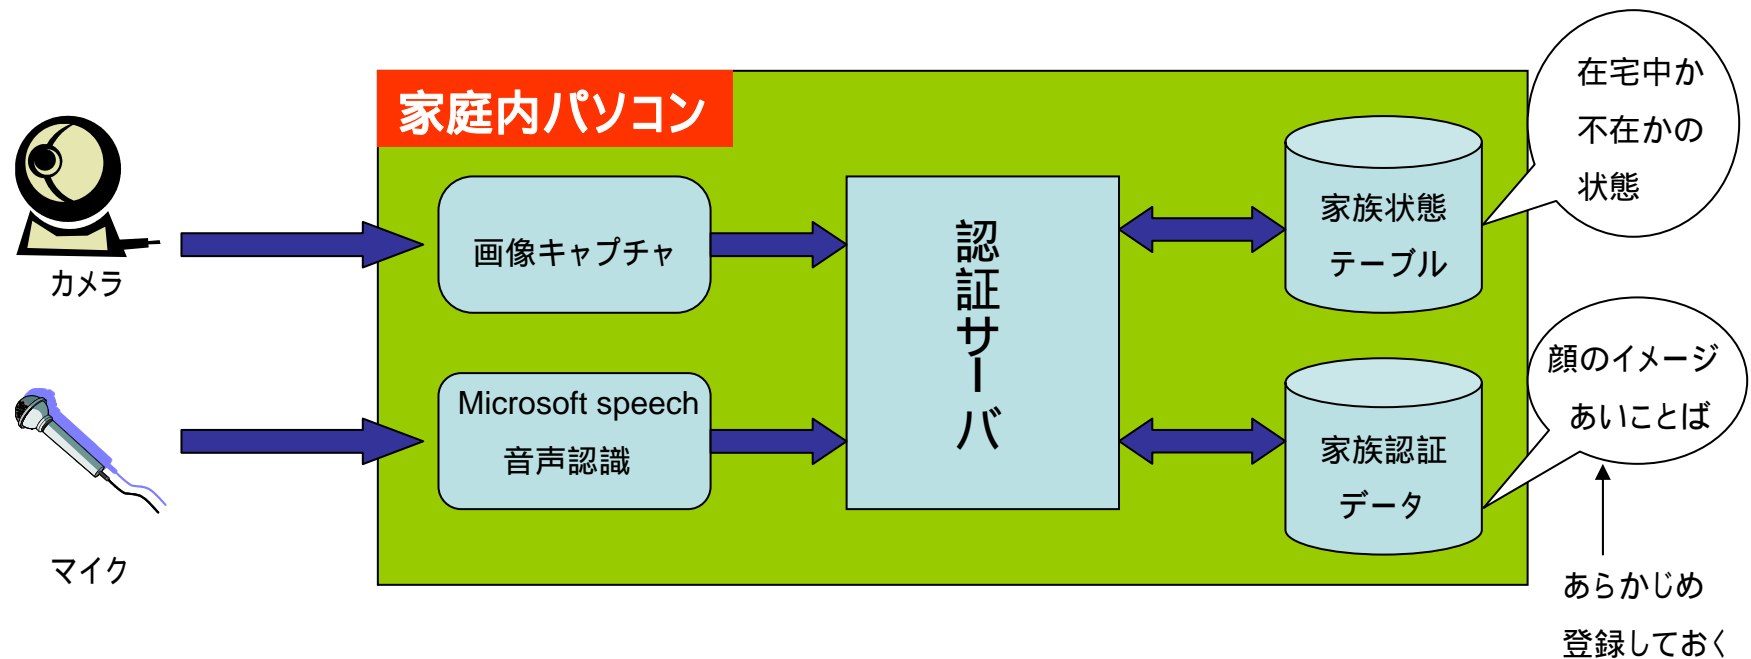 家庭内パソコン
カメラ
マイク
画像キャプチャ
Microsoft speech
音声認識
認証サーバ
家族状態
テーブル
家族認証
データ
在宅中か
不在かの
状態
顔のイメージ
あいことば
あらかじめ
登録しておく